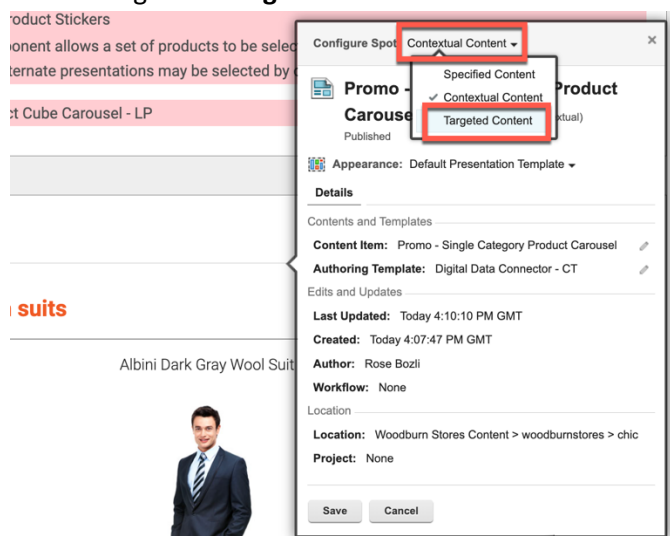 roduct Stickers
ponent allows a set of products to be selec
ternate presentations may be selected by
ct Cube Carousel - LP
suits
Albini Dark Gray Wool Suit
Configure Spot Contextual Content
×
Specified Content
✓ Contextual Content
Targeted Content
Promo - Product
Carouse xtual)
Published
Appearance: Default Presentation Template
Details
Contents and Templates
Content Item: Promo - Single Category Product Carousel
Authoring Template: Digital Data Connector - CT
Edits and Updates
Last Updated: Today 4:10:10 PM GMT
Created: Today 4:07:47 PM GMT
Author: Rose Bozli
Workflow: None
Location
Location: Woodburn Stores Content > woodburnstores > chic
Project: None
Save Cancel